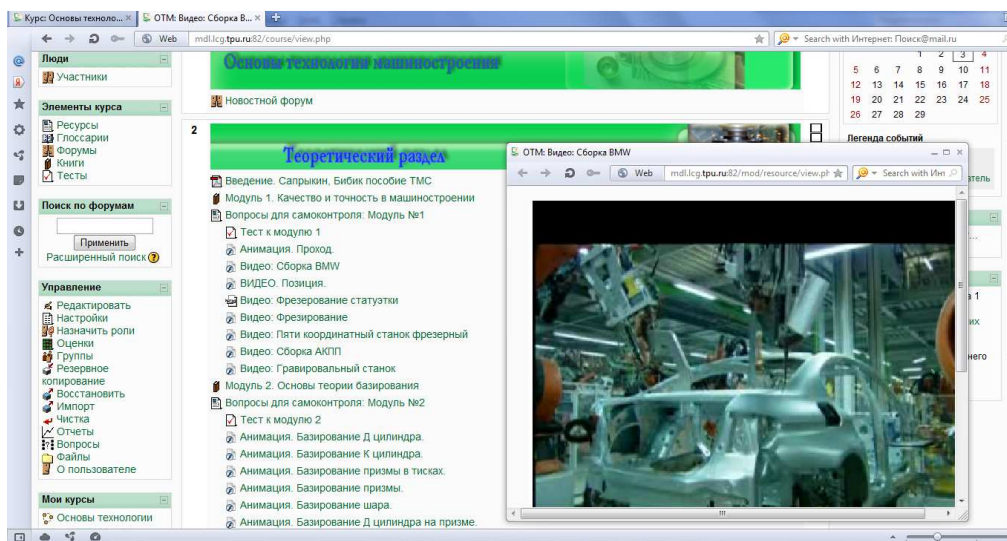 Курс: Основы техноло...
ОТМ: Видео: Сборка В...
Web
mdl.lcg.tpu.ru:82/course/view.php
Search with Интернет: Поиск@mail.ru
Люди
Участники
Элементы курса
Ресурсы
Глоссарии
Форумы
Книги
Тесты
Поиск по форумам
Применить
Расширенный поиск
Управление
Редактировать
Настройки
Назначить роли
Оценки
Группы
Резервное
копирование
Восстановить
Импорт
Чистка
Отчеты
Вопросы
Файлы
О пользователе
Мои курсы
Основы технологии
Основы технологии машиностроения
Новостной форум
2
Теоретический раздел
Введение. Сапрыкин, Бибик пособие ТМС
Модуль 1. Качество и точность в машиностроении
Вопросы для самоконтроля: Модуль №1
Тест к модулю 1
Анимация. Проход.
Видео: Сборка BMW
ВИДЕО. Позиция.
Видео: Фрезерование статуэтки
Видео: Фрезирование
Видео: Пяти координатный станок фрезерный
Видео: Сборка АКПП
Видео: Гравировальный станок
Модуль 2. Основы теории базирования
Вопросы для самоконтроля: Модуль №2
Тест к модулю 2
Анимация. Базирование Д цилиндра.
Анимация. Базирование К цилиндра.
Анимация. Базирование призмы в тисках.
Анимация. Базирование призмы.
Анимация. Базирование шара.
Анимация. Базирование Д цилиндра на призме.
ОТМ: Видео: Сборка BMW
Web
mdl.lcg.tpu.ru:82/mod/resource/view.ph
Search with Инт
1 2 3 4
5 6 7 8 9 10 11
12 13 14 15 16 17 18
19 20 21 22 23 24 25
26 27 28 29
Легенда событий